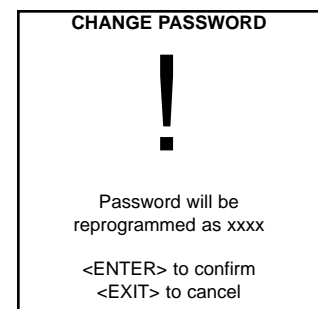 CHANGE PASSWORD
!
Password will be
reprogrammed as xxxx
<ENTER> to confirm
<EXIT> to cancel